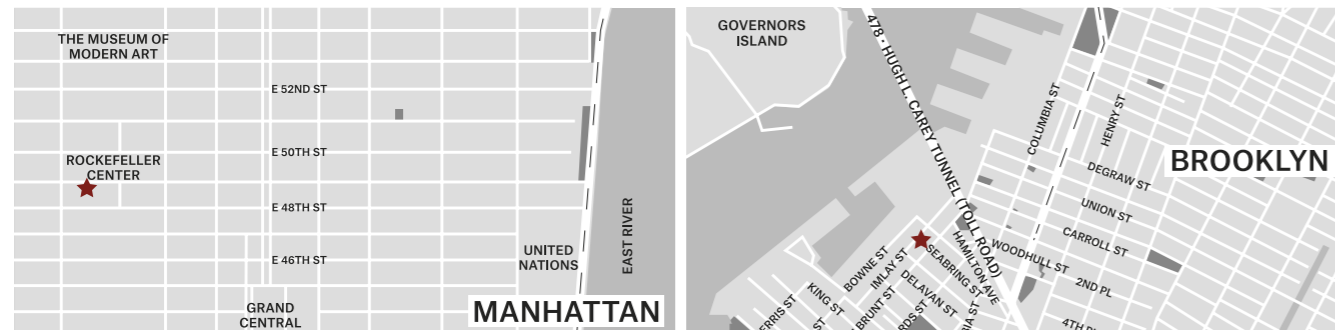 THE MUSEUM OF
MODERN ART
E 52ND ST
E 50TH ST
ROCKEFELLER
CENTER
E 48TH ST
E 46TH ST
UNITED
NATIONS
EAST RIVER
GRAND
CENTRAL
MANHATTAN
GOVERNORS
ISLAND
478 · HUGH L. CAREY TUNNEL (TOLL ROAD)
COLUMBIA ST
HENRY ST
BROOKLYN
DEGRAW ST
UNION ST
CARROLL ST
WOODHULL ST
2ND PL
HAMILTON AVE
SEABRING ST
BOWNE ST
IMLAY ST
DELAVAN ST
KING ST
ST